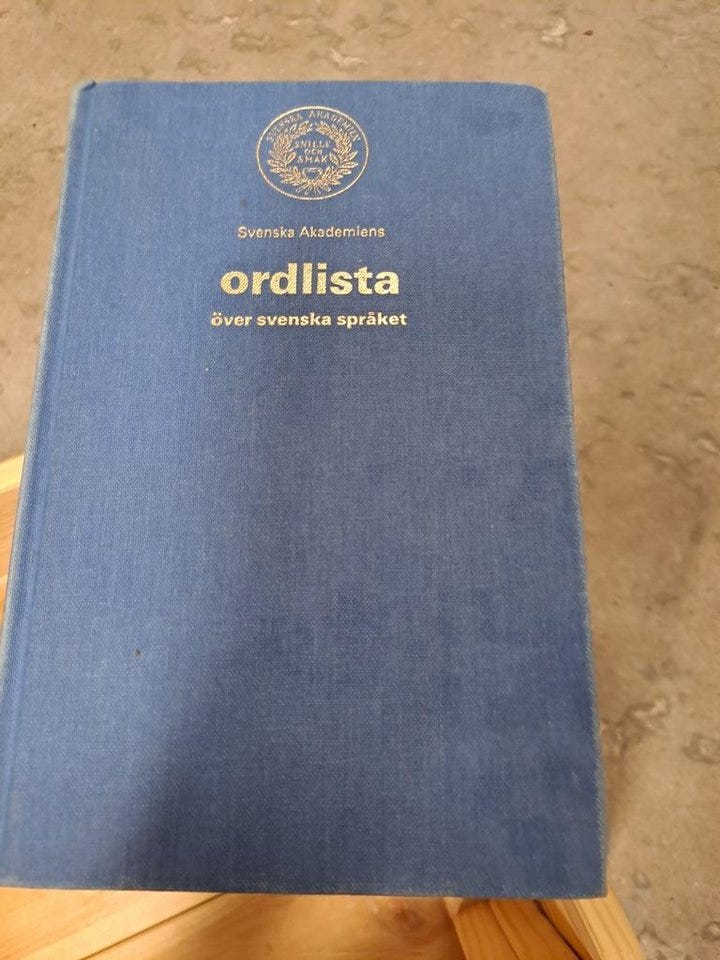 SVENSKA AKADEMIEN
SNILLE
OCH
SMAK
Svenska Akademiens
ordlista
över svenska språket